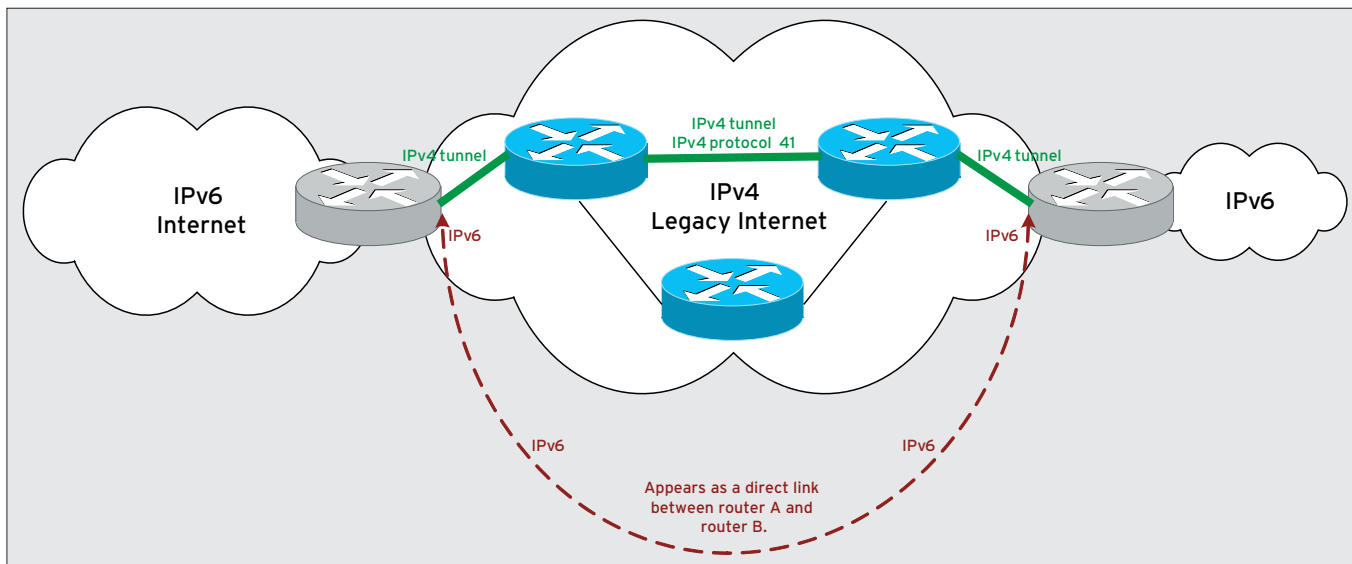 IPv4 tunnel
IPv4 protocol 41
IPv4 tunnel
IPv4 tunnel
IPv6
Internet
IPv4
Legacy Internet
IPv6
IPv6
IPv6
IPv6
IPv6
Appears as a direct link
between router A and
router B.